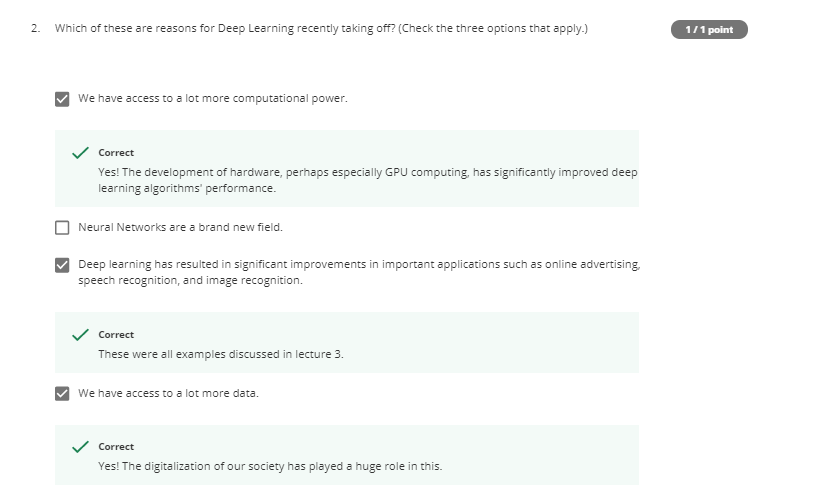 2. Which of these are reasons for Deep Learning recently taking off? (Check the three options that apply.)
1 / 1 point
We have access to a lot more computational power.
Correct
Yes! The development of hardware, perhaps especially GPU computing, has significantly improved deep
learning algorithms' performance.
Neural Networks are a brand new field.
Deep learning has resulted in significant improvements in important applications such as online advertising,
speech recognition, and image recognition.
Correct
These were all examples discussed in lecture 3.
We have access to a lot more data.
Correct
Yes! The digitalization of our society has played a huge role in this.